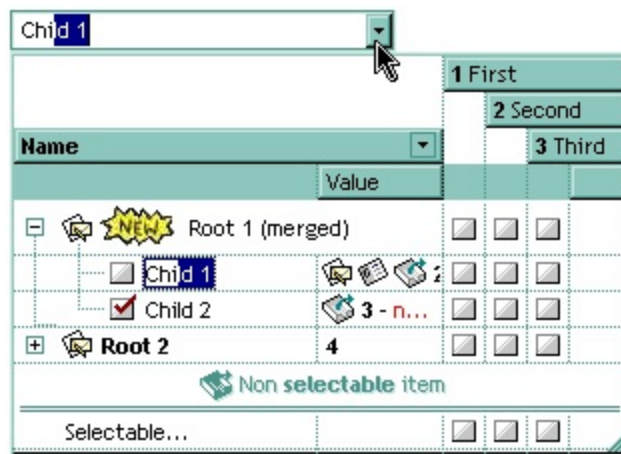 Child 1
1 First
2 Second
Name 3 Third
Value
NEW Root 1 (merged)
Child 1
Child 2 3 - n...
Root 2 4
Non selectable item
Selectable...